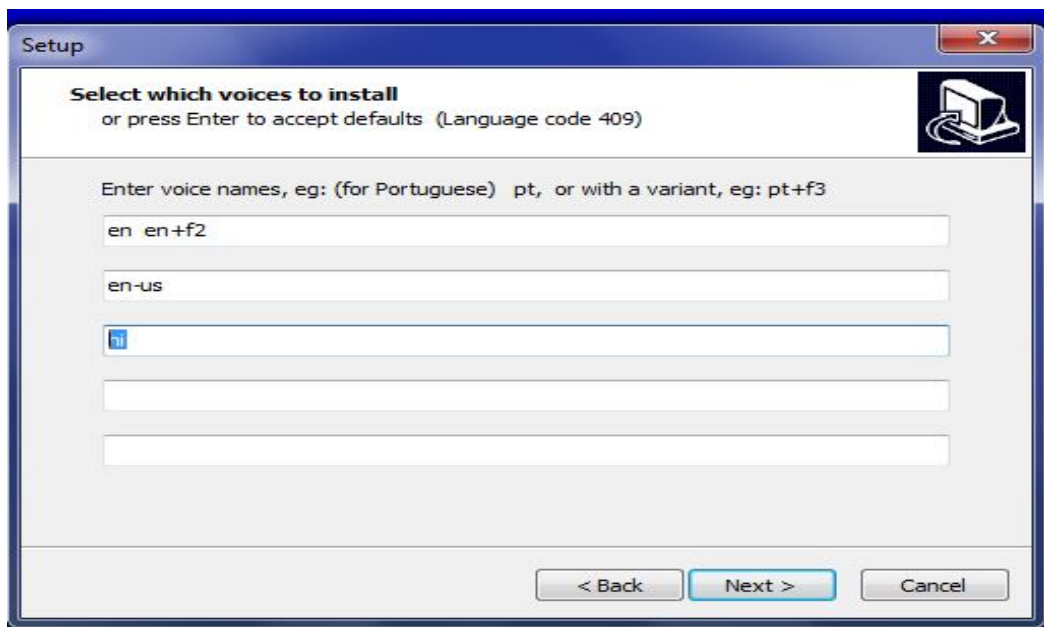 Setup
Select which voices to install
or press Enter to accept defaults (Language code 409)
Enter voice names, eg: (for Portuguese) pt, or with a variant, eg: pt+f3
en en+f2
en-us
hi
< Back Next > Cancel